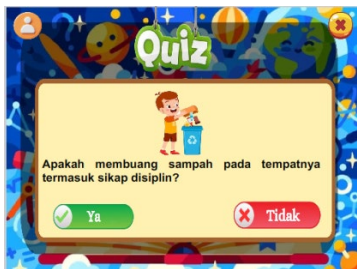 Quiz
Apakah membuang sampah pada tempatnya
termasuk sikap disiplin?
Ya
Tidak